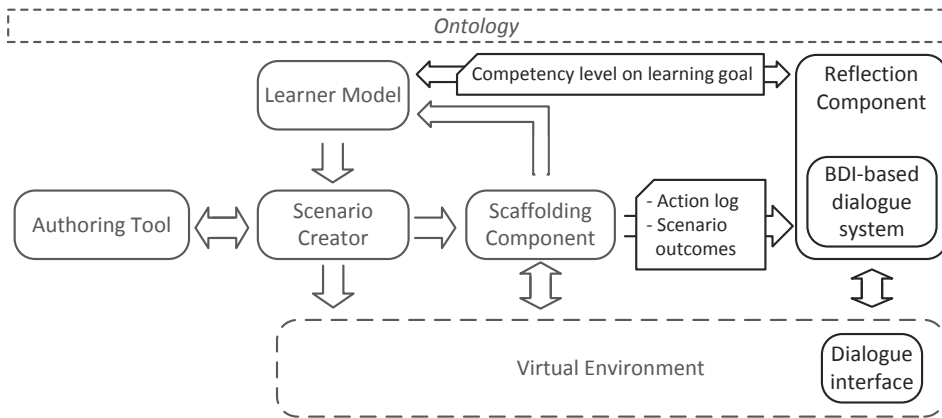 Ontology
Competency level on learning goal
Learner Model
Reflection
Component
BDI-based
dialogue
system
Authoring Tool
Scenario
Creator
Scaffolding
Component
- Action log
- Scenario
outcomes
Virtual Environment
Dialogue
interface